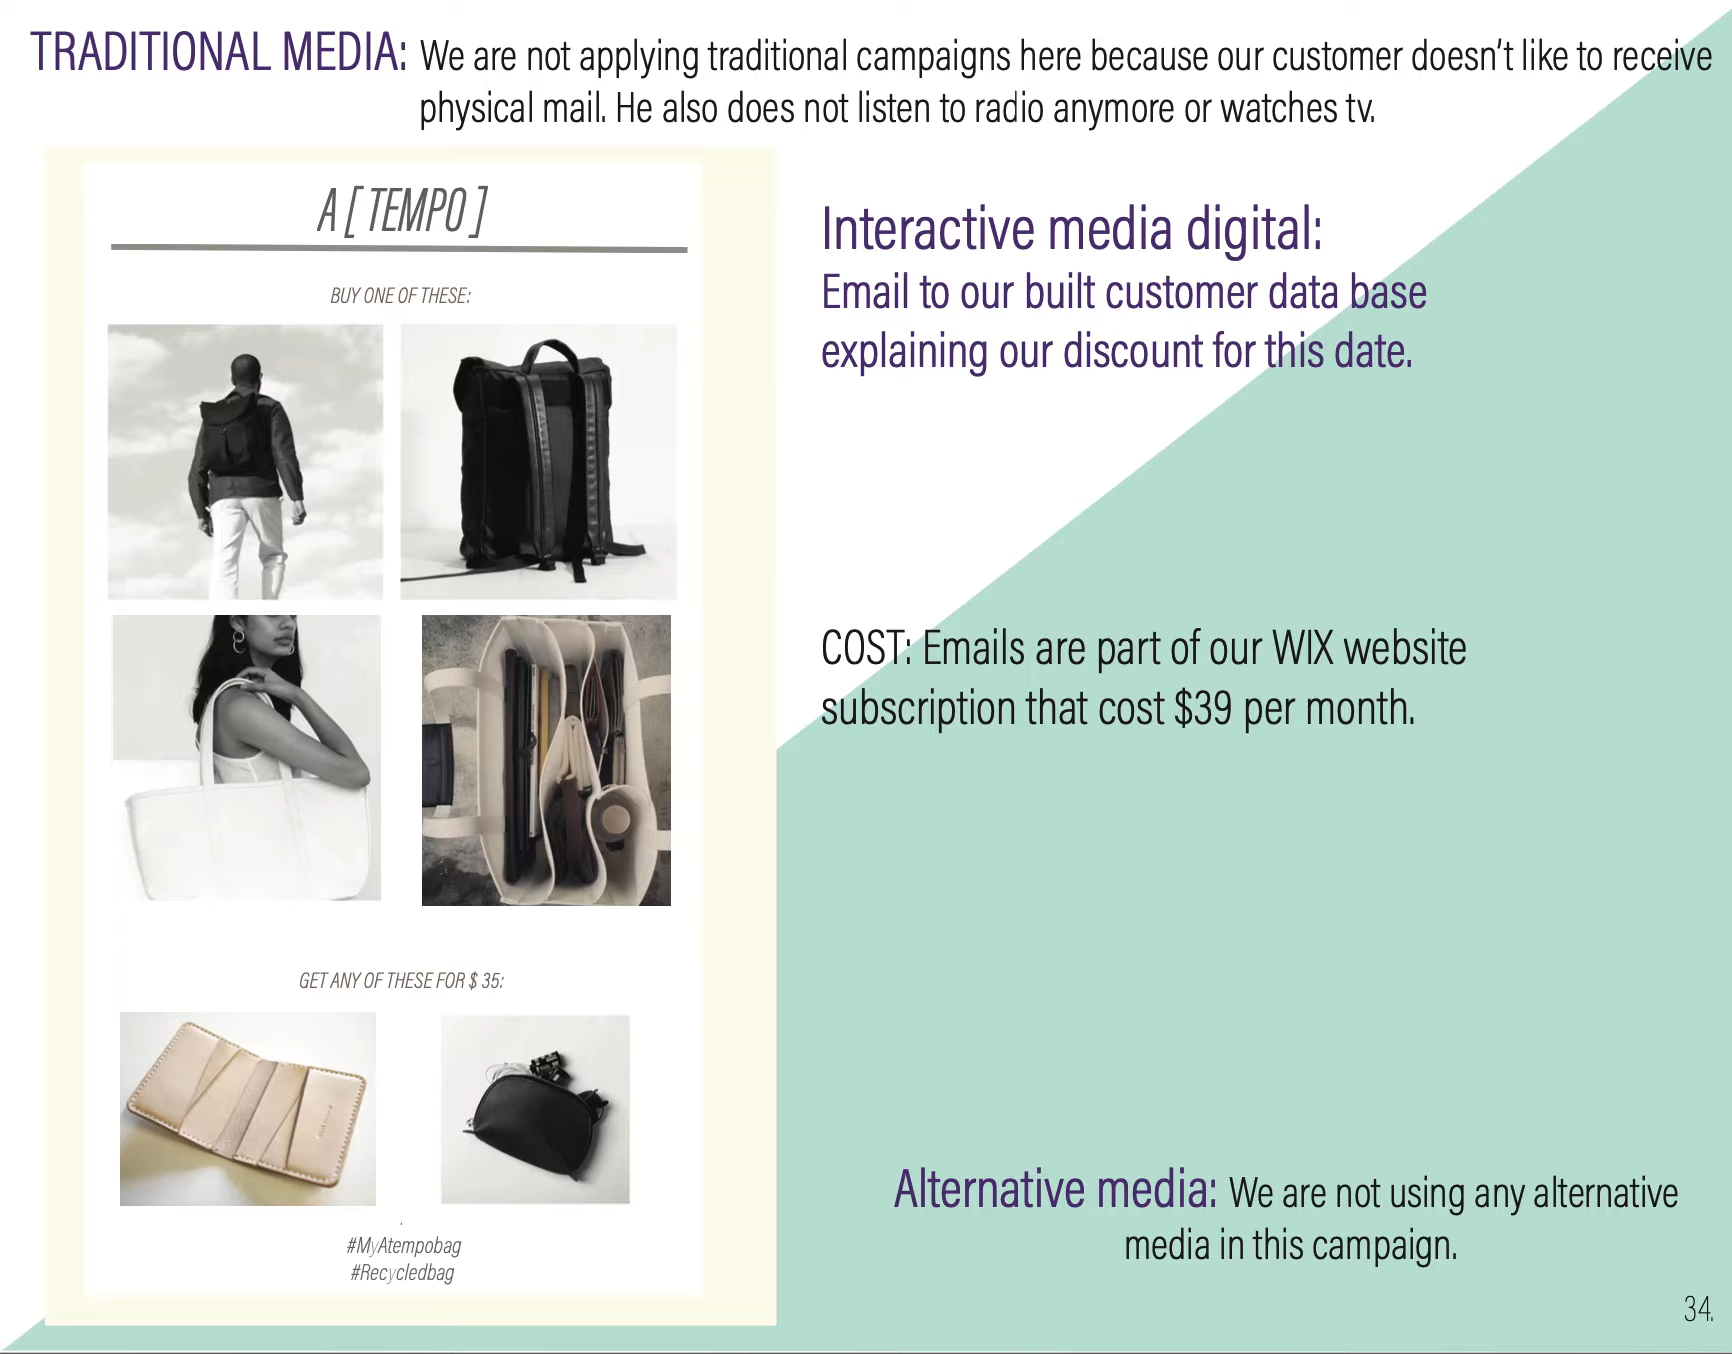 TRADITIONAL MEDIA: We are not applying traditional campaigns here because our customer doesn't like to receive
physical mail. He also does not listen to radio anymore or watches tv.
A [ TEMPO ]
BUY ONE OF THESE:
GET ANY OF THESE FOR $ 35:
#MyAtempobag
#Recycledbag
Interactive media digital:
Email to our built customer data base
explaining our discount for this date.
COST: Emails are part of our WIX website
subscription that cost $39 per month.
Alternative media: We are not using any alternative
media in this campaign.
34.